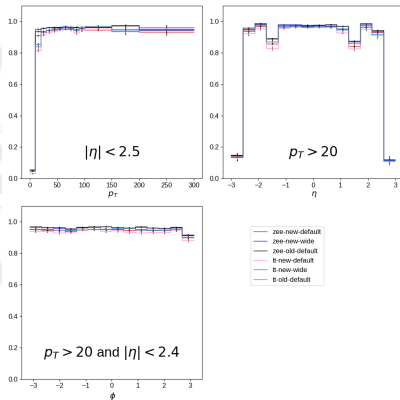 1.0
0.8
0.6
0.4
0.2
0.0
|η| < 2.5
0 50 100 150 200 250 300
p_T
1.0
0.8
0.6
0.4
0.2
0.0
p_T > 20
−3 −2 −1 0 1 2 3
η
1.0
0.8
0.6
0.4
0.2
0.0
p_T > 20 and |η| < 2.4
−3 −2 −1 0 1 2 3
ϕ
zee-new-default
zee-new-wide
zee-old-default
tt-new-default
tt-new-wide
tt-old-default